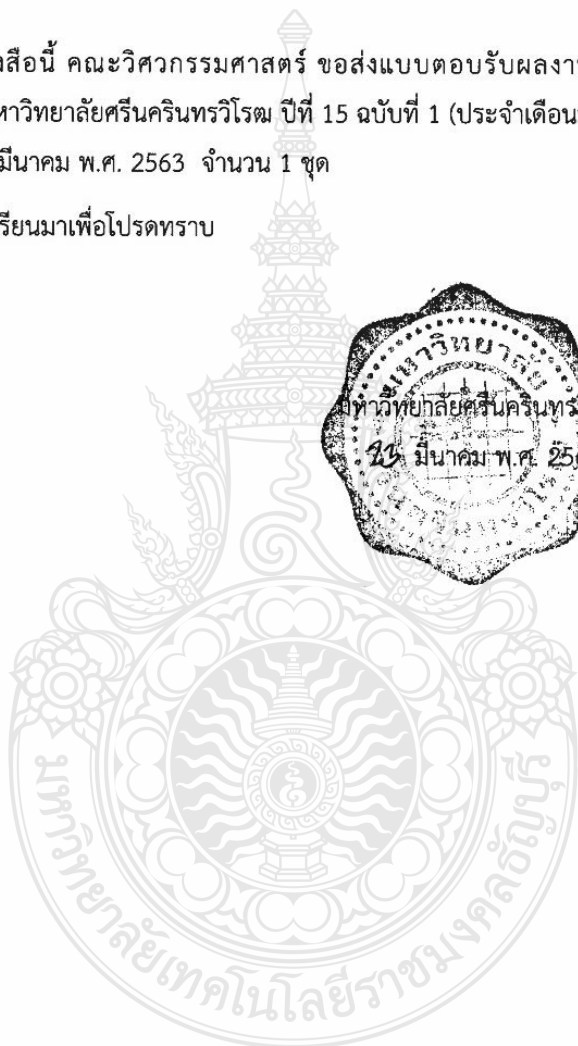 งสือนี้ คณะวิศวกรรมศาสตร์ ขอส่งแบบตอบรับผลงา
หาวิทยาลัยศรีนครินทรวิโรฒ ปีที่ 15 ฉบับที่ 1 (ประจำเดือน
มีนาคม พ.ศ. 2563 จำนวน 1 ชุด
รียนมาเพื่อโปรดทราบ
มหาวิทยาลัย
มหาวิทยาลัยศรีนครินทร
23 มีนาคม พ.ศ. 25
มหาวิทยาลัยเทคโนโลยีราชมงคลธัญบุรี